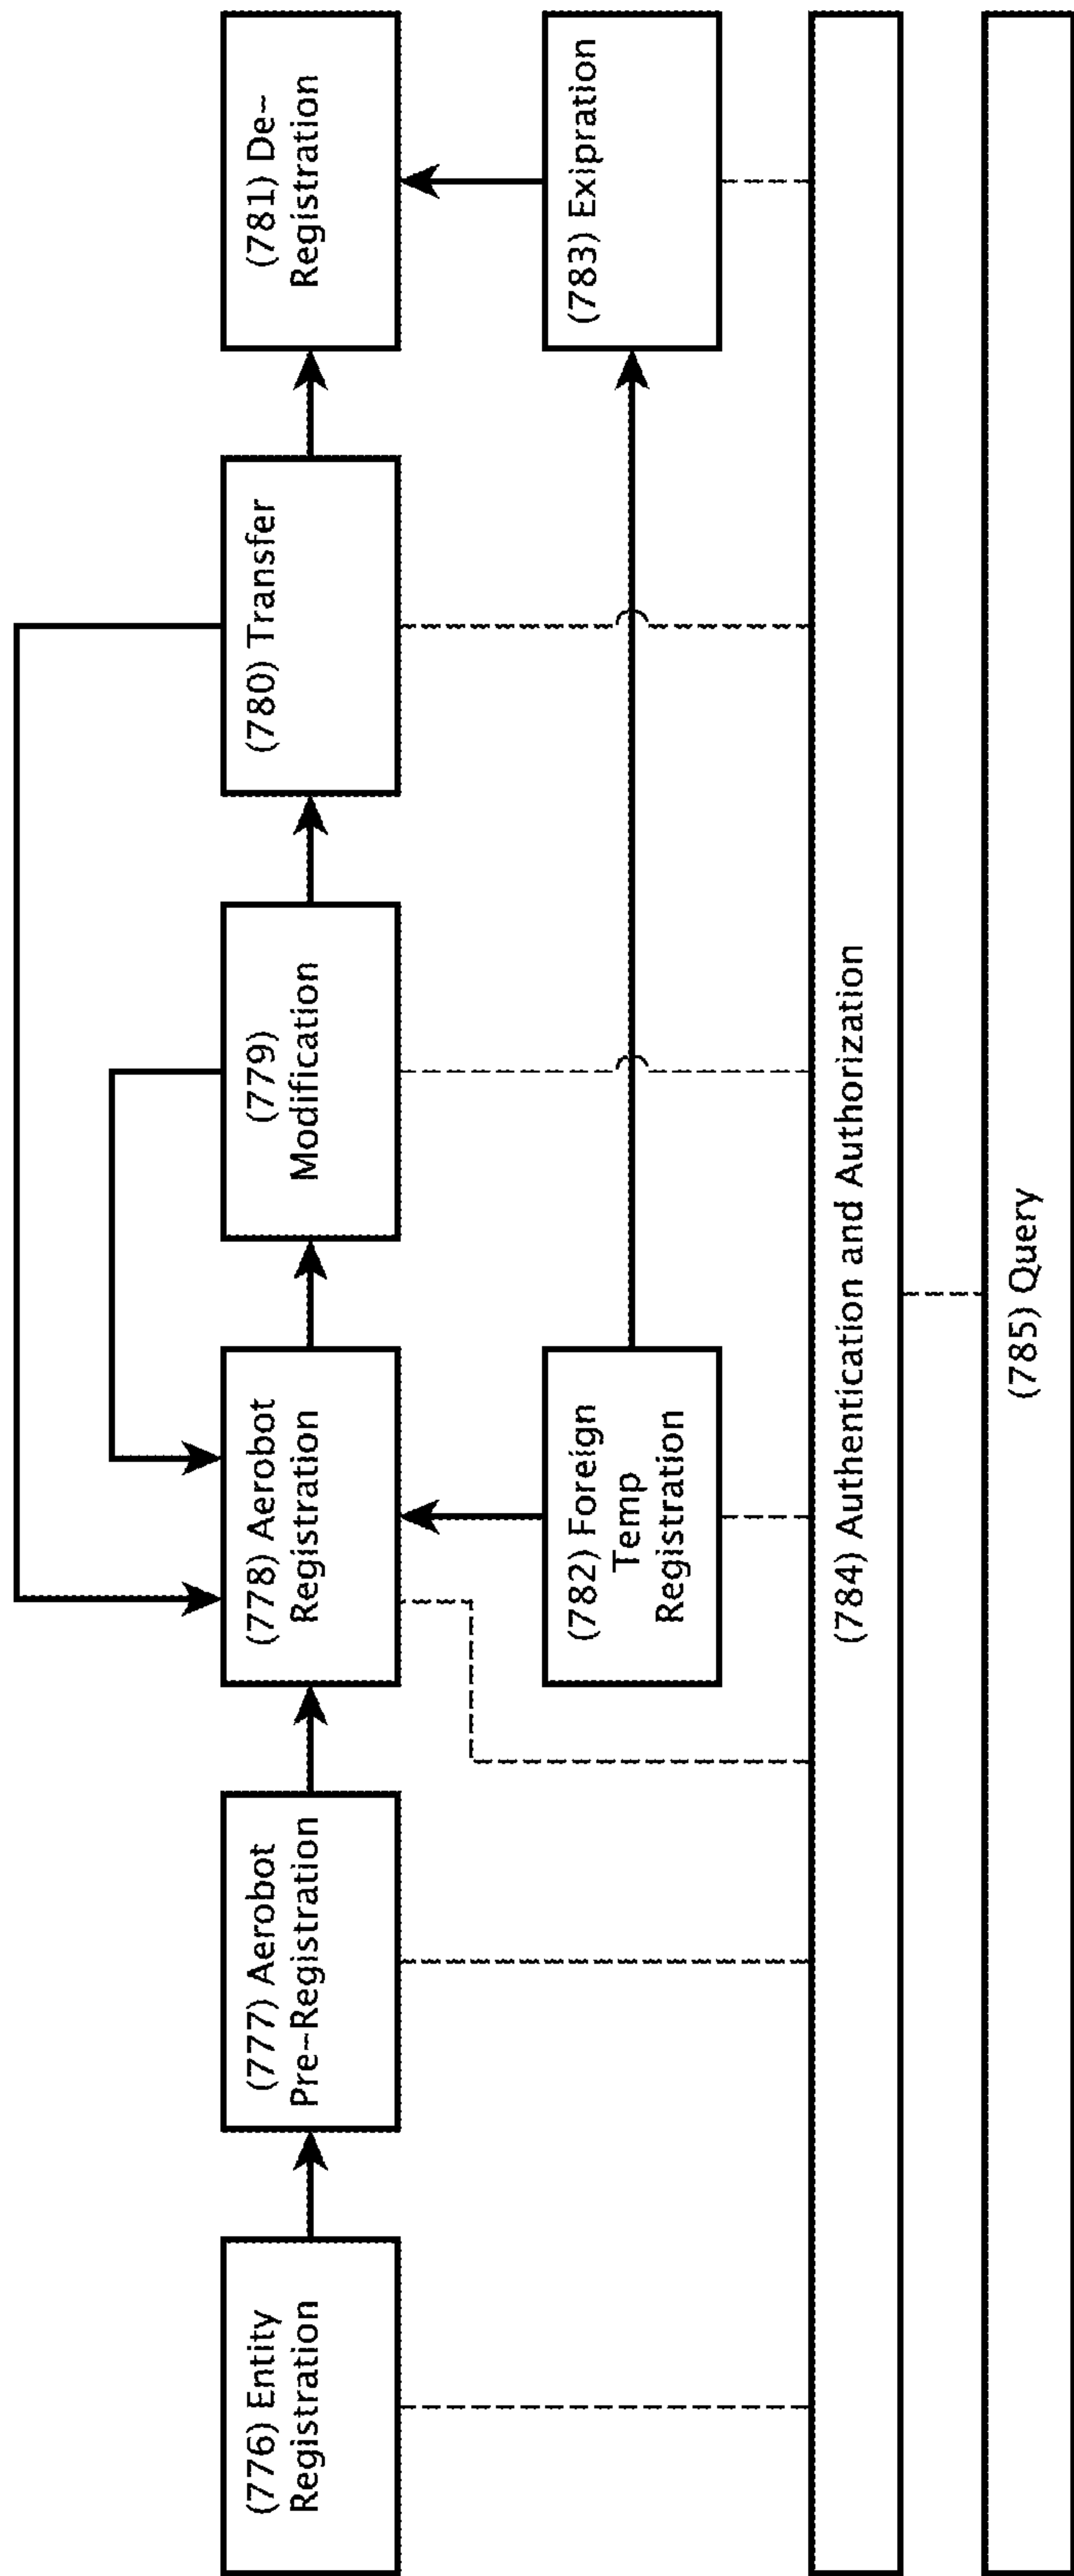 (776) Entity
Registration
(777) Aerobot
Pre-Registration
(778) Aerobot
Registration
(779)
Modification
(780) Transfer
(781) De-
Registration
(782) Foreign
Temp
Registration
(783) Exipration
(784) Authentication and Authorization
(785) Query